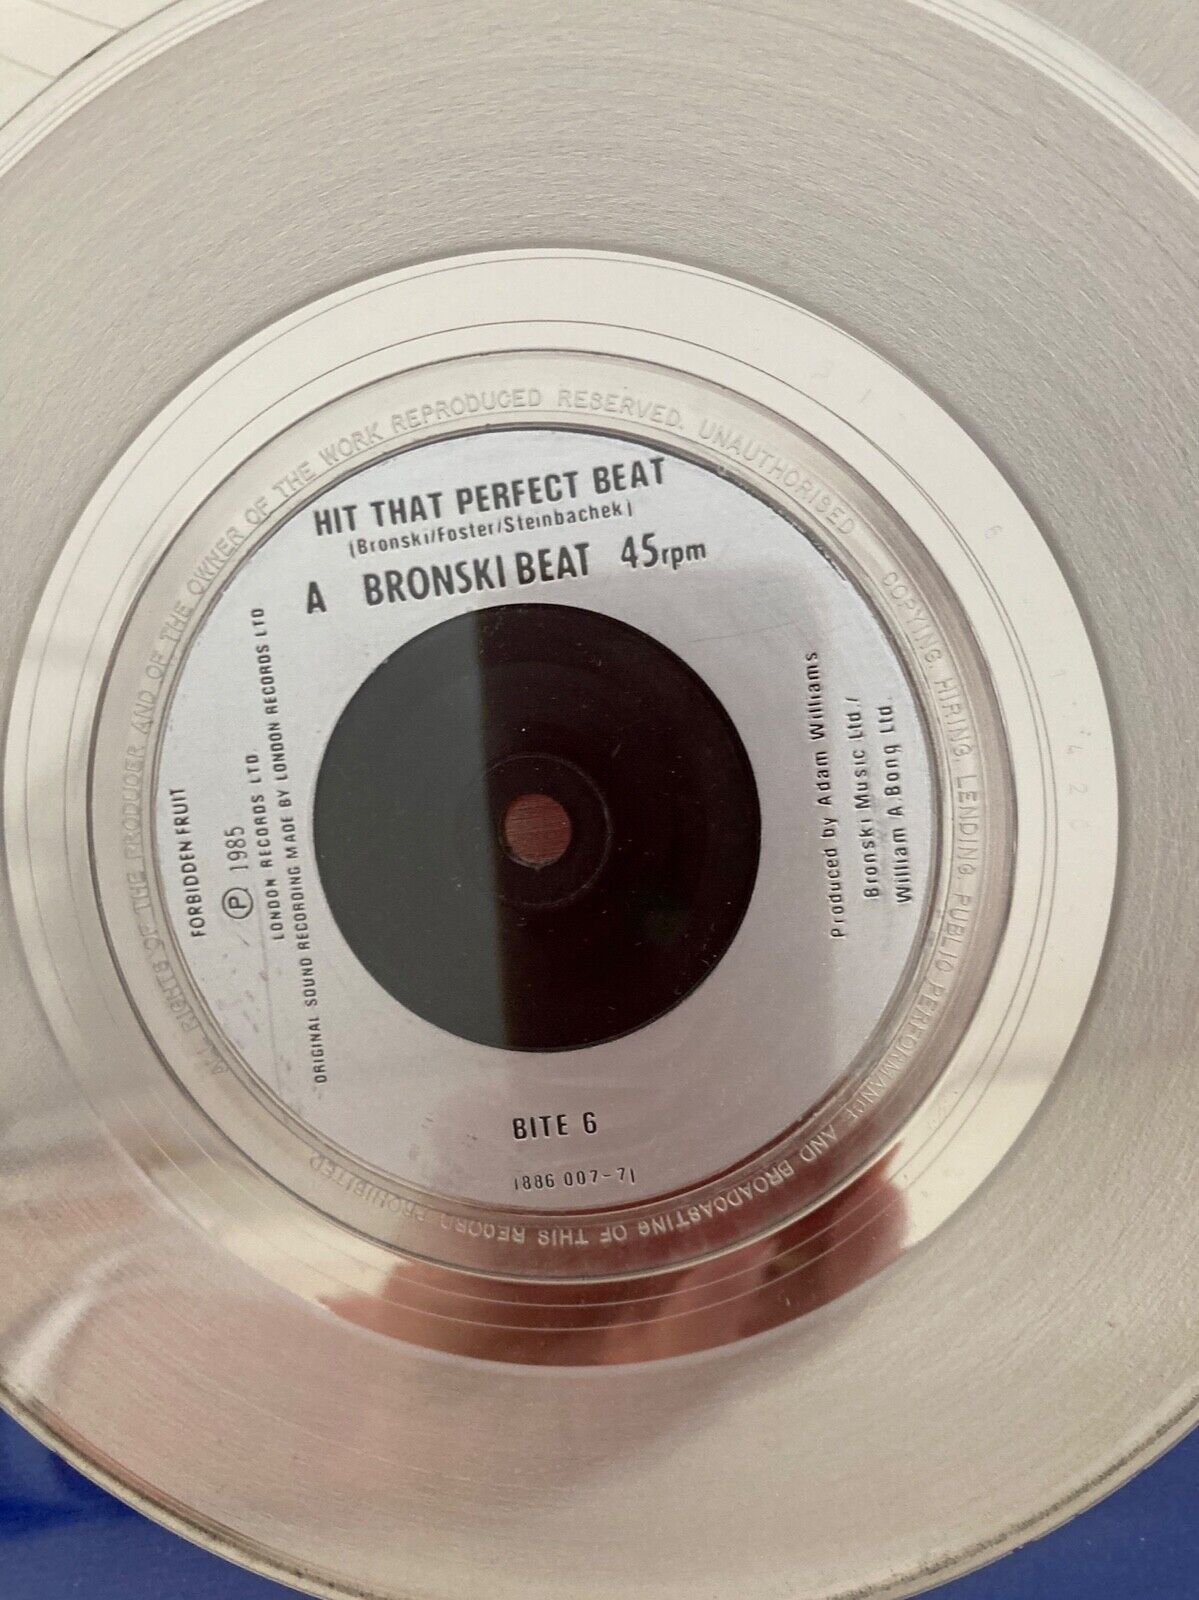 HIT THAT PERFECT BEAT
(Bronski/Foster/Steinbachek)
A BRONSKI BEAT 45rpm
FORBIDDEN FRUIT
Ⓟ 1985
LONDON RECORDS LTD.
ORIGINAL SOUND RECORDING MADE BY LONDON RECORDS LTD
Produced by Adam Williams
Bronski Music Ltd./
William A.Bong Ltd.
BITE 6
(886 007-7)
ALL RIGHTS OF THE PRODUCER AND OF THE OWNER OF THE WORK REPRODUCED RESERVED. UNAUTHORISED COPYING, HIRING, LENDING, PUBLIC PERFORMANCE AND BROADCASTING OF THIS RECORD PROHIBITED